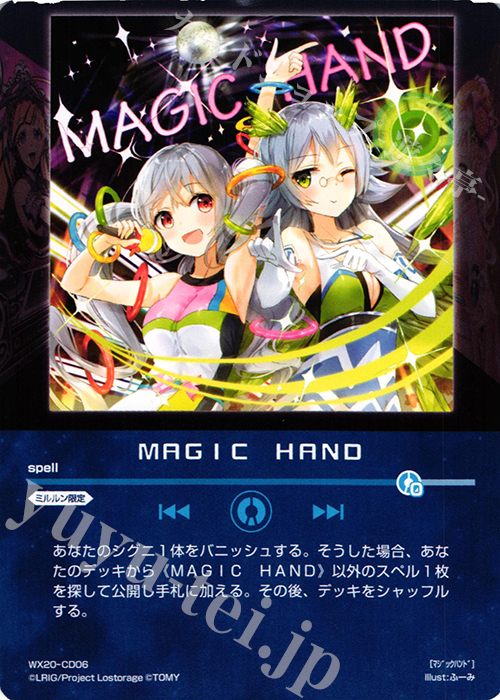 MAGIC HAND
MAGIC HAND
spell
ミルルン限定
0
あなたのシグニ1体をバニッシュする。そうした場合、あな
たのデッキから《MAGIC HAND》以外のスペル1枚
を探して公開し手札に加える。その後、デッキをシャッフル
する。
WX20-CD06
[ﾏｼﾞｯｸﾊﾝﾄﾞ]
©LRIG/Project Lostorage ©TOMY
Illust:ふーみ
yuyu-tei.jp